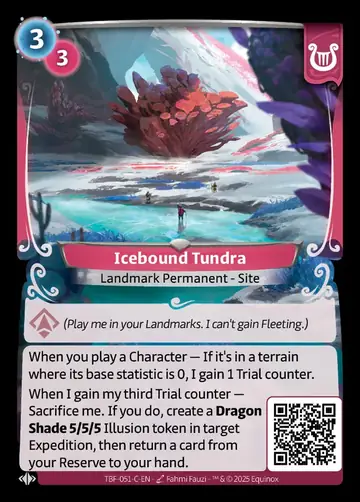 3
3
Icebound Tundra
Landmark Permanent - Site
(Play me in your Landmarks. I can't gain Fleeting.)
When you play a Character — If it's in a terrain
where its base statistic is 0, I gain 1 Trial counter.
When I gain my third Trial counter —
Sacrifice me. If you do, create a Dragon
Shade 5/5/5 Illusion token in target
Expedition, then return a card from
your Reserve to your hand.
TBF-051-C-EN - Fahmi Fauzi - ™ & © 2025 Equinox